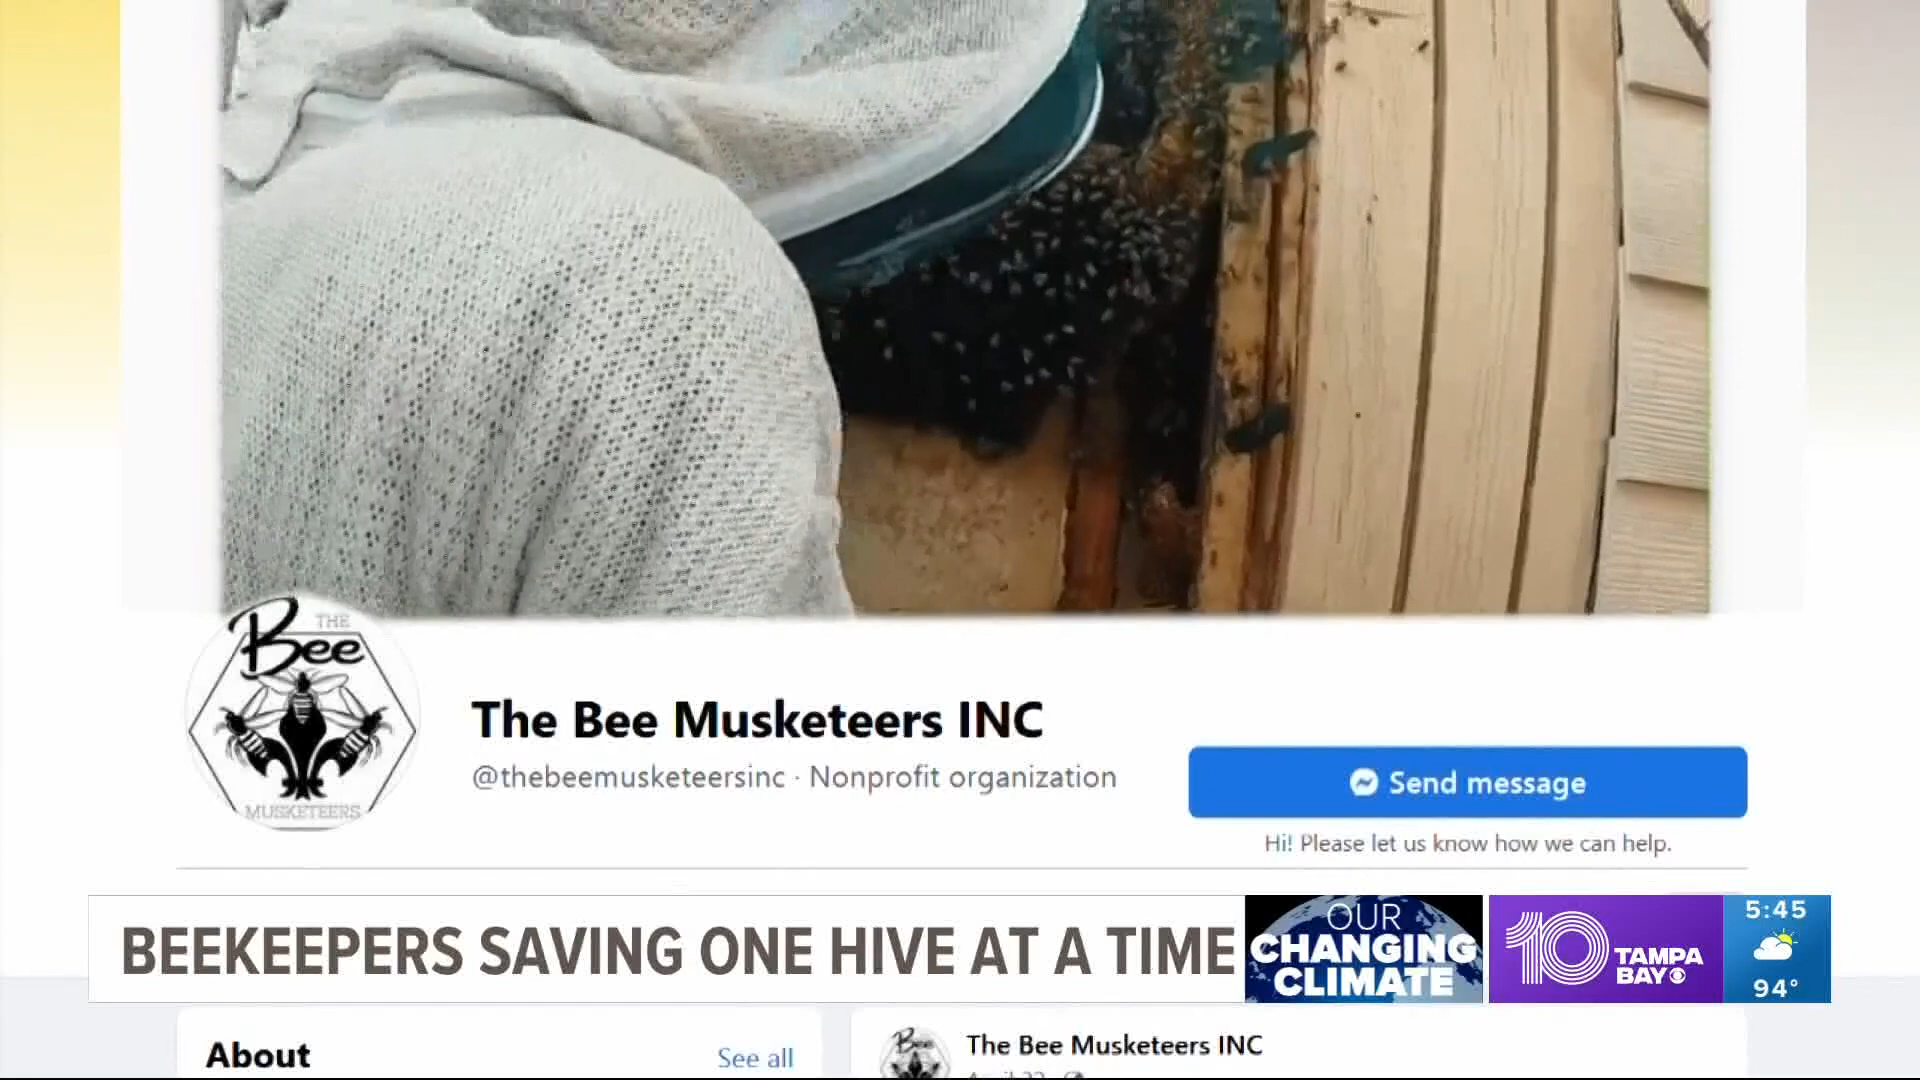 THE
Bee
MUSKETEERS
The Bee Musketeers INC
@thebeemusketeersinc · Nonprofit organization
Send message
Hi! Please let us know how we can help.
BEEKEEPERS SAVING ONE HIVE AT A TIME
OUR
CHANGING
CLIMATE
10
TAMPA
BAY
5:45
94°
About
See all
Bee
The Bee Musketeers INC